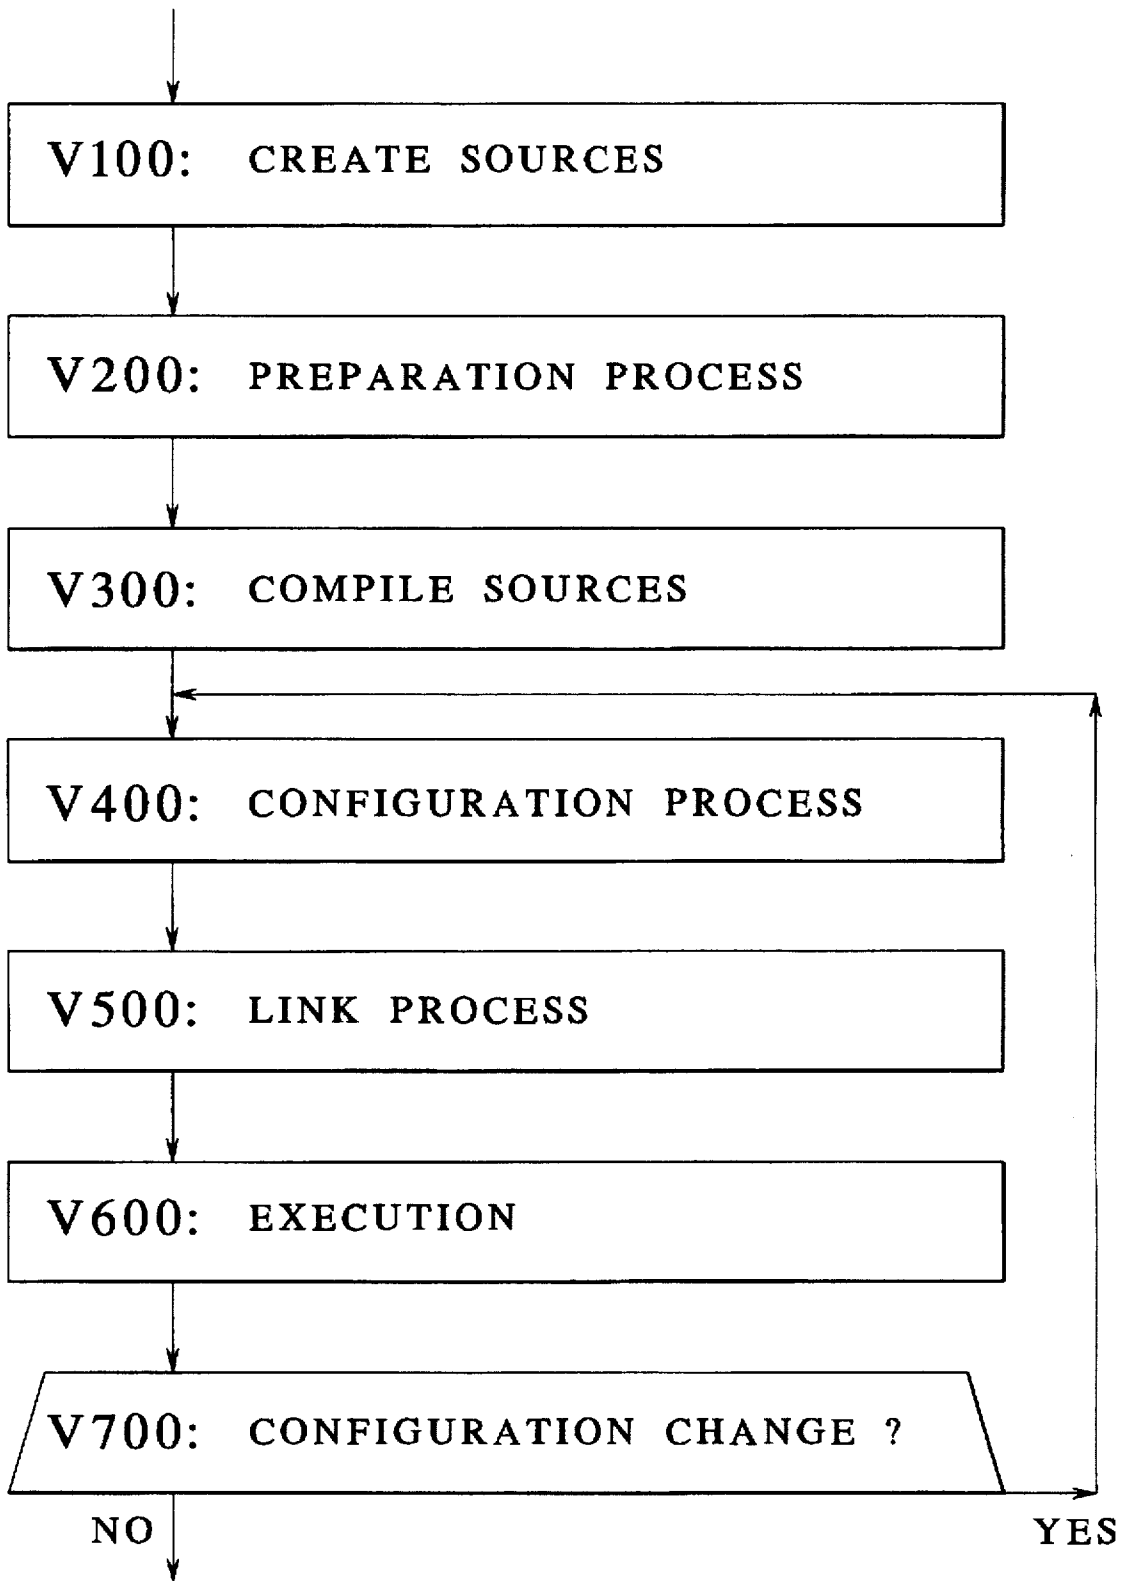 V100: CREATE SOURCES
V200: PREPARATION PROCESS
V300: COMPILE SOURCES
V400: CONFIGURATION PROCESS
V500: LINK PROCESS
V600: EXECUTION
V700: CONFIGURATION CHANGE ?
NO
YES